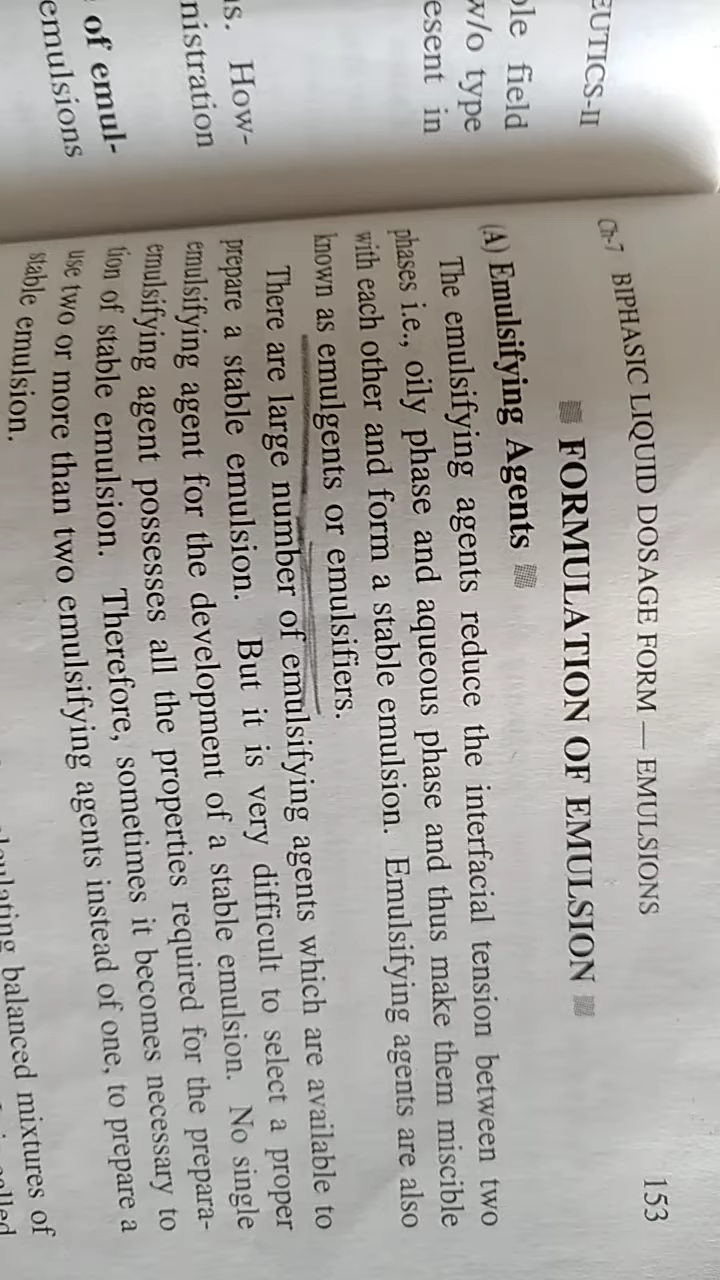 EUTICS-II
ole field
w/o type
esent in
ns. How-
nistration
of emul-
emulsions
Ch-7 BIPHASIC LIQUID DOSAGE FORM — EMULSIONS 153
FORMULATION OF EMULSION
(A) Emulsifying Agents
The emulsifying agents reduce the interfacial tension between two
phases i.e., oily phase and aqueous phase and thus make them miscible
with each other and form a stable emulsion. Emulsifying agents are also
known as emulgents or emulsifiers.
There are large number of emulsifying agents which are available to
prepare a stable emulsion. But it is very difficult to select a proper
emulsifying agent for the development of a stable emulsion. No single
emulsifying agent possesses all the properties required for the prepara-
tion of stable emulsion. Therefore, sometimes it becomes necessary to
use two or more than two emulsifying agents instead of one, to prepare a
stable emulsion.
balanced mixtures of